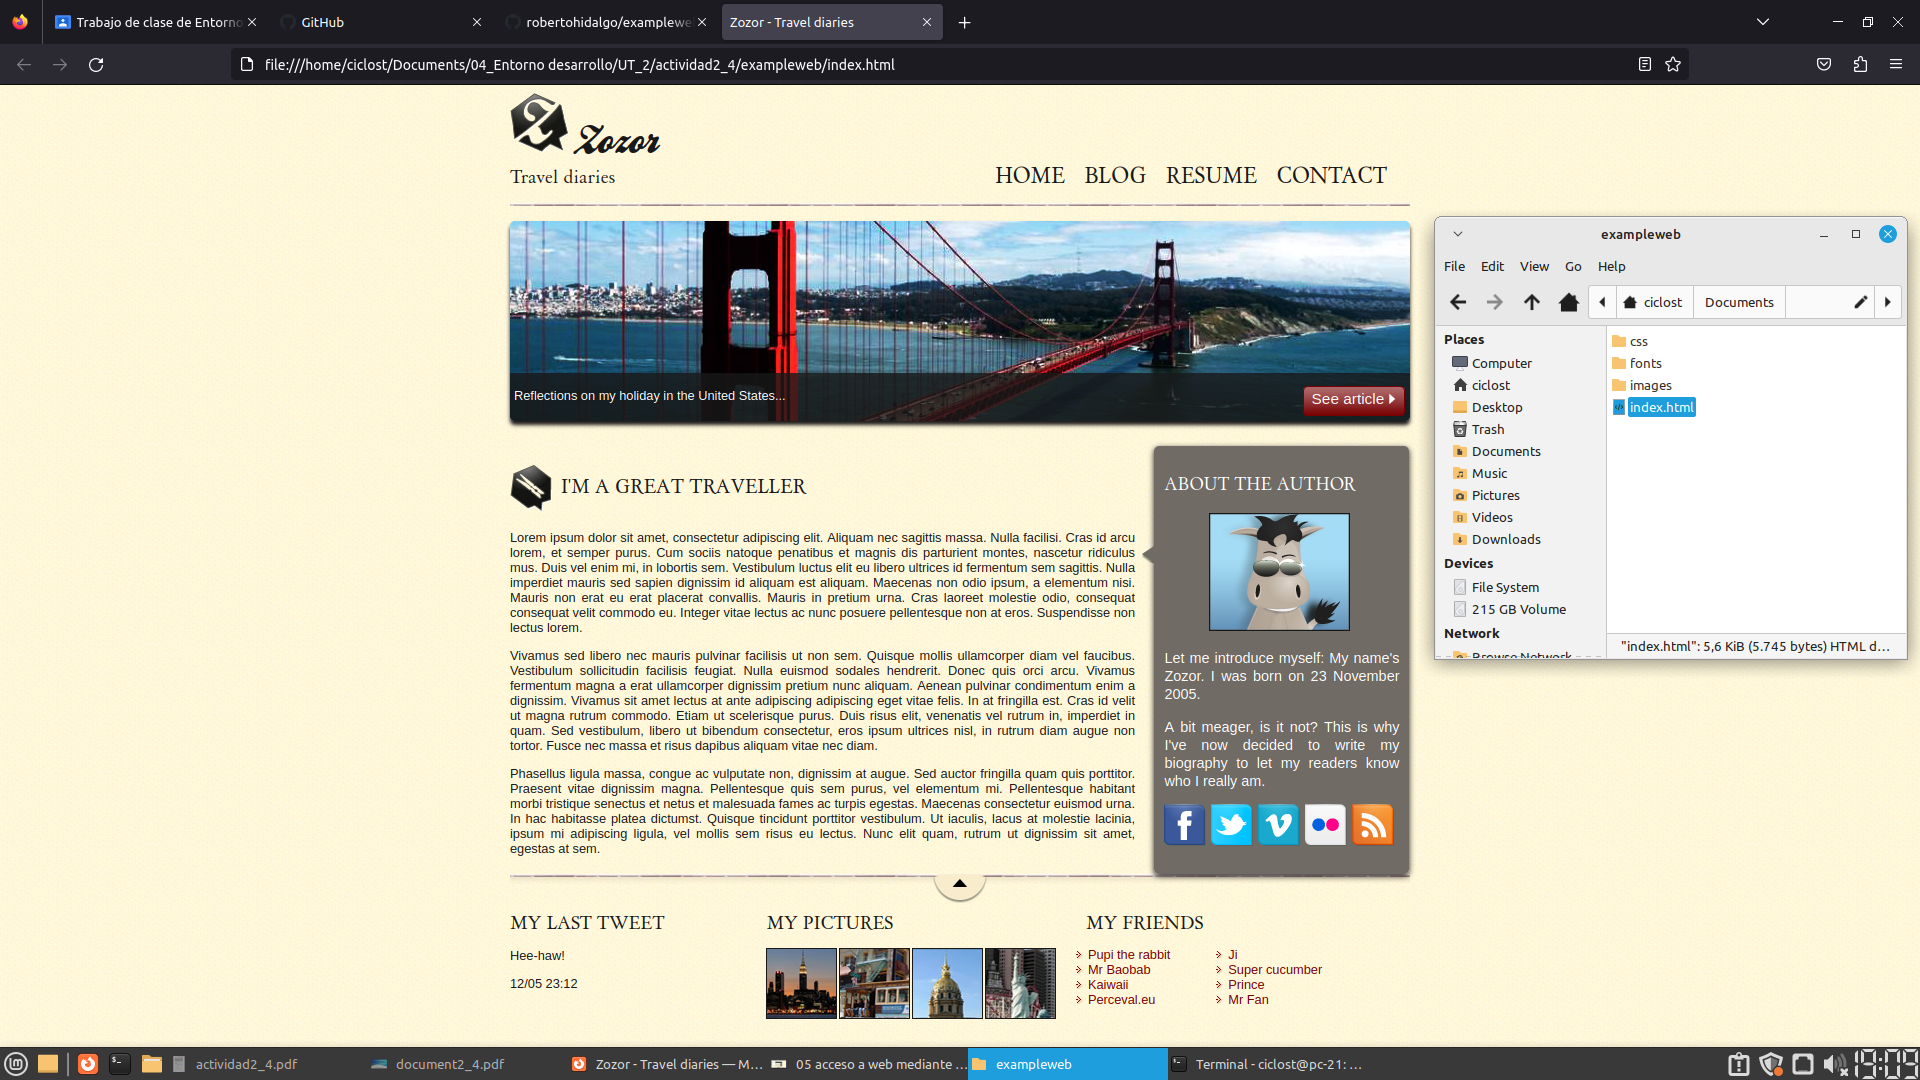 Trabajo de clase de Entorno
GitHub
robertohidalgo/examplewe
Zozor - Travel diaries
file:///home/ciclost/Documents/04_Entorno desarrollo/UT_2/actividad2_4/exampleweb/index.html
Zozor
Travel diaries
HOME BLOG RESUME CONTACT
Reflections on my holiday in the United States...
See article
I'M A GREAT TRAVELLER
Lorem ipsum dolor sit amet, consectetur adipiscing elit. Aliquam nec sagittis massa. Nulla facilisi. Cras id arcu
lorem, et semper purus. Cum sociis natoque penatibus et magnis dis parturient montes, nascetur ridiculus
mus. Duis vel enim mi, in lobortis sem. Vestibulum luctus elit eu libero ultrices id fermentum sem sagittis. Nulla
imperdiet mauris sed sapien dignissim id aliquam est aliquam. Maecenas non odio ipsum, a elementum nisi.
Mauris non erat eu erat placerat convallis. Mauris in pretium urna. Cras laoreet molestie odio, consequat
consequat velit commodo eu. Integer vitae lectus ac nunc posuere pellentesque non at eros. Suspendisse non
lectus lorem.
Vivamus sed libero nec mauris pulvinar facilisis ut non sem. Quisque mollis ullamcorper diam vel faucibus.
Vestibulum sollicitudin facilisis feugiat. Nulla euismod sodales hendrerit. Donec quis orci arcu. Vivamus
fermentum magna a erat ullamcorper dignissim pretium nunc aliquam. Aenean pulvinar condimentum enim a
dignissim. Vivamus sit amet lectus at ante adipiscing adipiscing eget vitae felis. In at fringilla est. Cras id velit
ut magna rutrum commodo. Etiam ut scelerisque purus. Duis risus elit, venenatis vel rutrum in, imperdiet in
quam. Sed vestibulum, libero ut bibendum consectetur, eros ipsum ultrices nisl, in rutrum diam augue non
tortor. Fusce nec massa et risus dapibus aliquam vitae nec diam.
Phasellus ligula massa, congue ac vulputate non, dignissim at augue. Sed auctor fringilla quam quis porttitor.
Praesent vitae dignissim magna. Pellentesque quis sem purus, vel elementum mi. Pellentesque habitant
morbi tristique senectus et netus et malesuada fames ac turpis egestas. Maecenas consectetur euismod urna.
In hac habitasse platea dictumst. Quisque tincidunt porttitor vestibulum. Ut iaculis, lacus at molestie lacinia,
ipsum mi adipiscing ligula, vel mollis sem risus eu lectus. Nunc elit quam, rutrum ut dignissim sit amet,
egestas at sem.
ABOUT THE AUTHOR
Let me introduce myself: My name's
Zozor. I was born on 23 November
2005.
A bit meager, is it not? This is why
I've now decided to write my
biography to let my readers know
who I really am.
MY LAST TWEET
Hee-haw!
12/05 23:12
MY PICTURES
MY FRIENDS
Pupi the rabbit
Mr Baobab
Kaiwaii
Perceval.eu
Ji
Super cucumber
Prince
Mr Fan
exampleweb
File Edit View Go Help
ciclost Documents
Places
Computer
ciclost
Desktop
Trash
Documents
Music
Pictures
Videos
Downloads
Devices
File System
215 GB Volume
Network
Browse Network
css
fonts
images
index.html
"index.html": 5,6 KiB (5.745 bytes) HTML d...
actividad2_4.pdf
document2_4.pdf
Zozor - Travel diaries — M...
05 acceso a web mediante ...
exampleweb
Terminal - ciclost@pc-21: ...
19:09